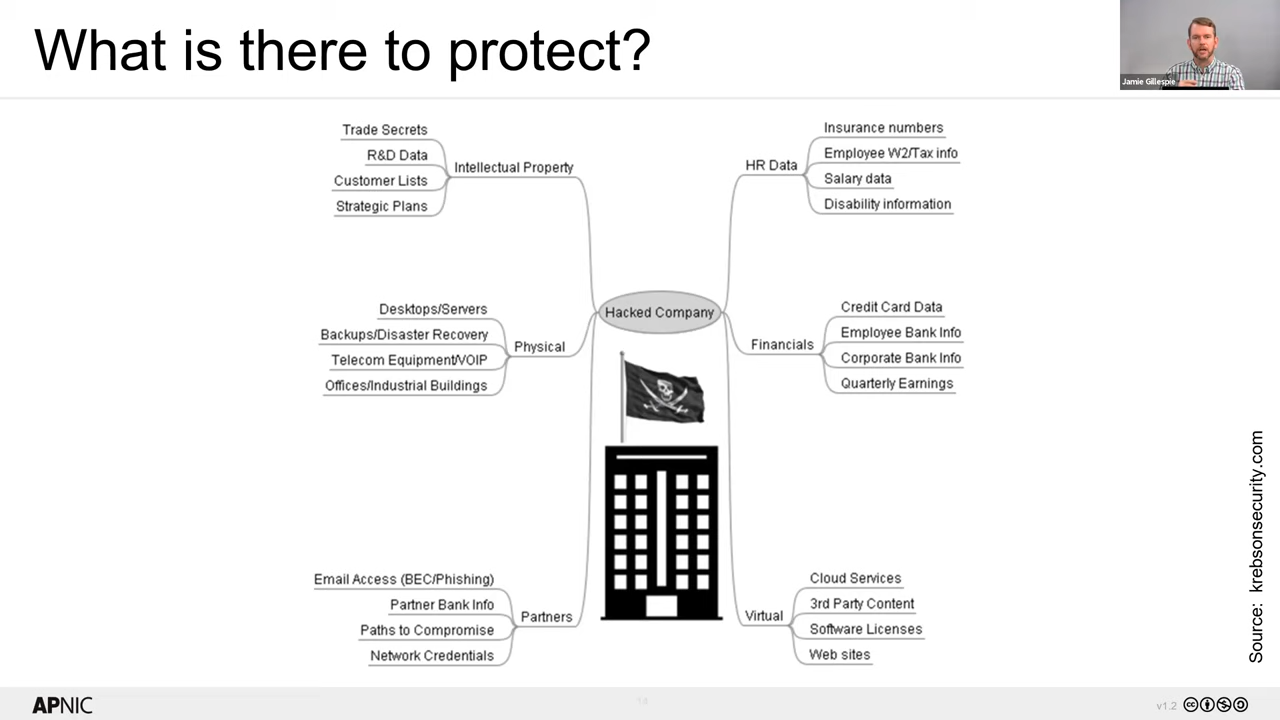 What is there to protect?
Jamie Gillespie
Trade Secrets
R&D Data
Customer Lists
Strategic Plans
Intellectual Property
HR Data
Insurance numbers
Employee W2/Tax info
Salary data
Disability information
Hacked Company
Desktops/Servers
Backups/Disaster Recovery
Telecom Equipment/VOIP
Offices/Industrial Buildings
Physical
Financials
Credit Card Data
Employee Bank Info
Corporate Bank Info
Quarterly Earnings
Email Access (BEC/Phishing)
Partner Bank Info
Paths to Compromise
Network Credentials
Partners
Virtual
Cloud Services
3rd Party Content
Software Licenses
Web sites
Source: krebsonsecurity.com
APNIC
14
v1.2